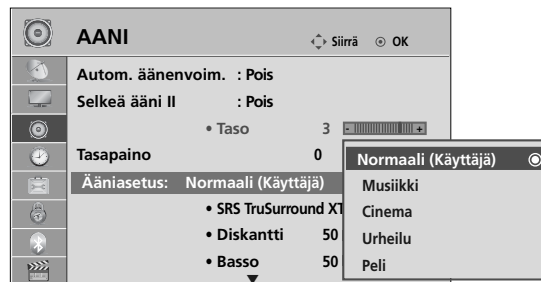 AANI Siirrä OK
Autom. äänenvoim. : Pois
Selkeä ääni II : Pois
• Taso 3 - +
Tasapaino 0
Ääniasetus: Normaali (Käyttäjä)
• SRS TruSurround XT
• Diskantti 50
• Basso 50
Normaali (Käyttäjä)
Musiikki
Cinema
Urheilu
Peli